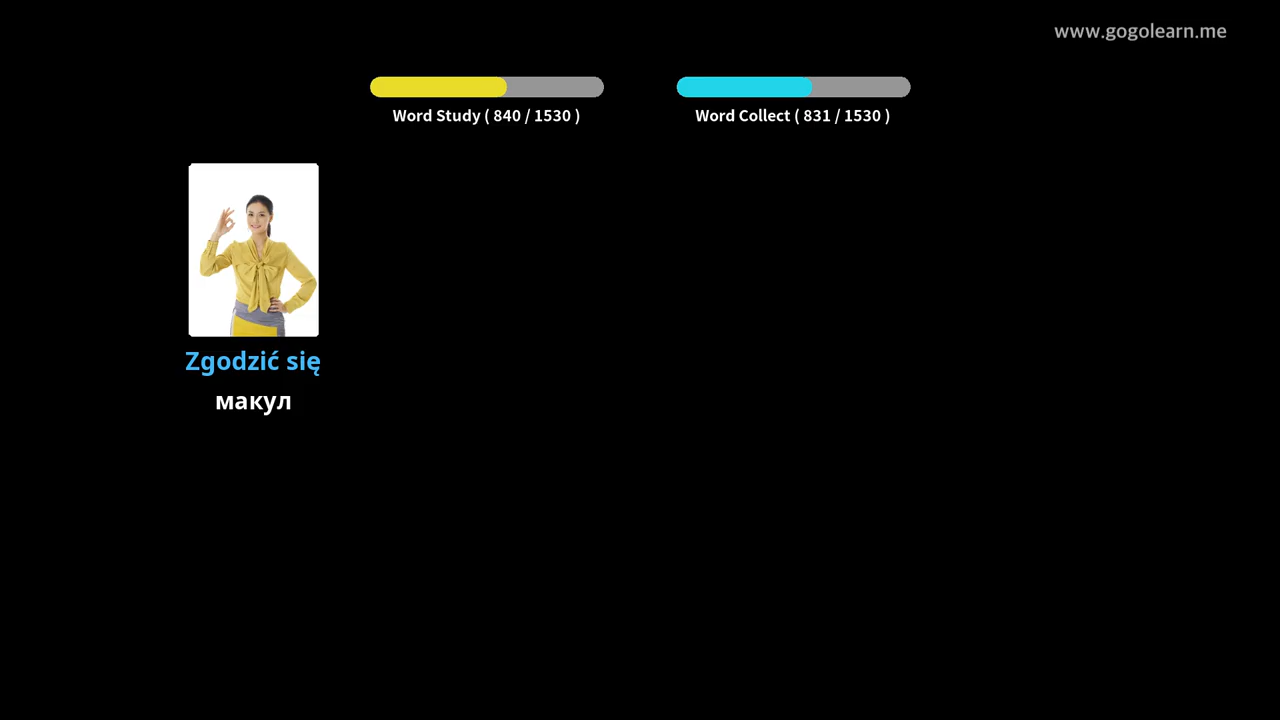 www.gogolearn.me
Word Study ( 840 / 1530 )
Word Collect ( 831 / 1530 )
Zgodzić się
макул